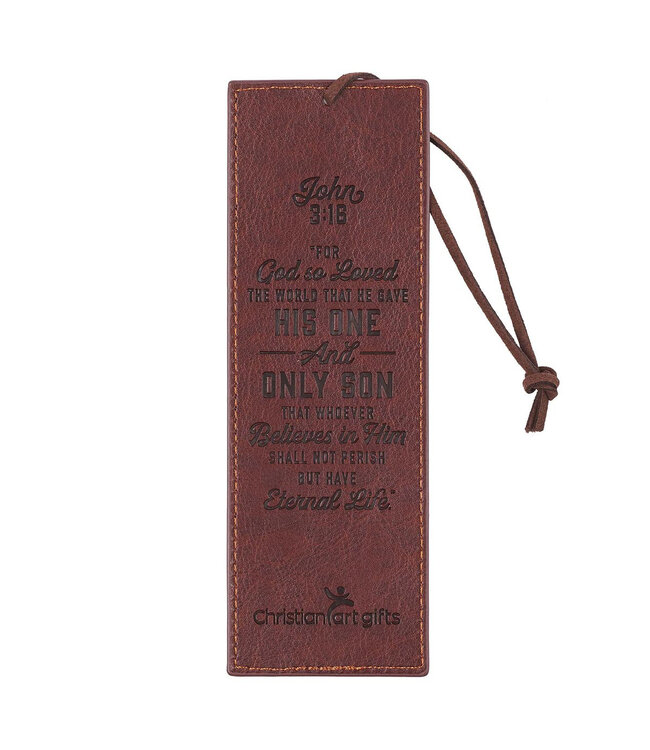 John
3:16
"FOR
God so Loved
THE WORLD THAT HE GAVE
HIS ONE
And
ONLY SON
THAT WHOEVER
Believes in Him
SHALL NOT PERISH
BUT HAVE
Eternal Life."
Christian art gifts